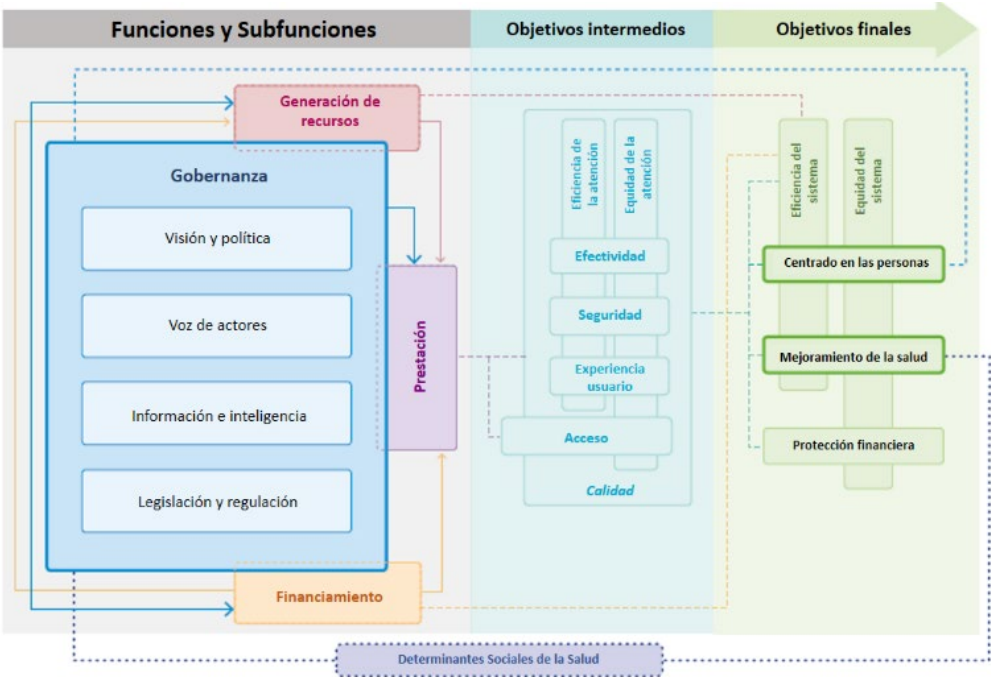 Funciones y Subfunciones
Objetivos intermedios
Objetivos finales
Generación de
recursos
Gobernanza
Visión y política
Voz de actores
Información e inteligencia
Legislación y regulación
Prestación
Financiamiento
Eficiencia de
la atención
Equidad de la
atención
Efectividad
Seguridad
Experiencia
usuario
Acceso
Calidad
Eficiencia del
sistema
Equidad del
sistema
Centrado en las personas
Mejoramiento de la salud
Protección financiera
Determinantes Sociales de la Salud